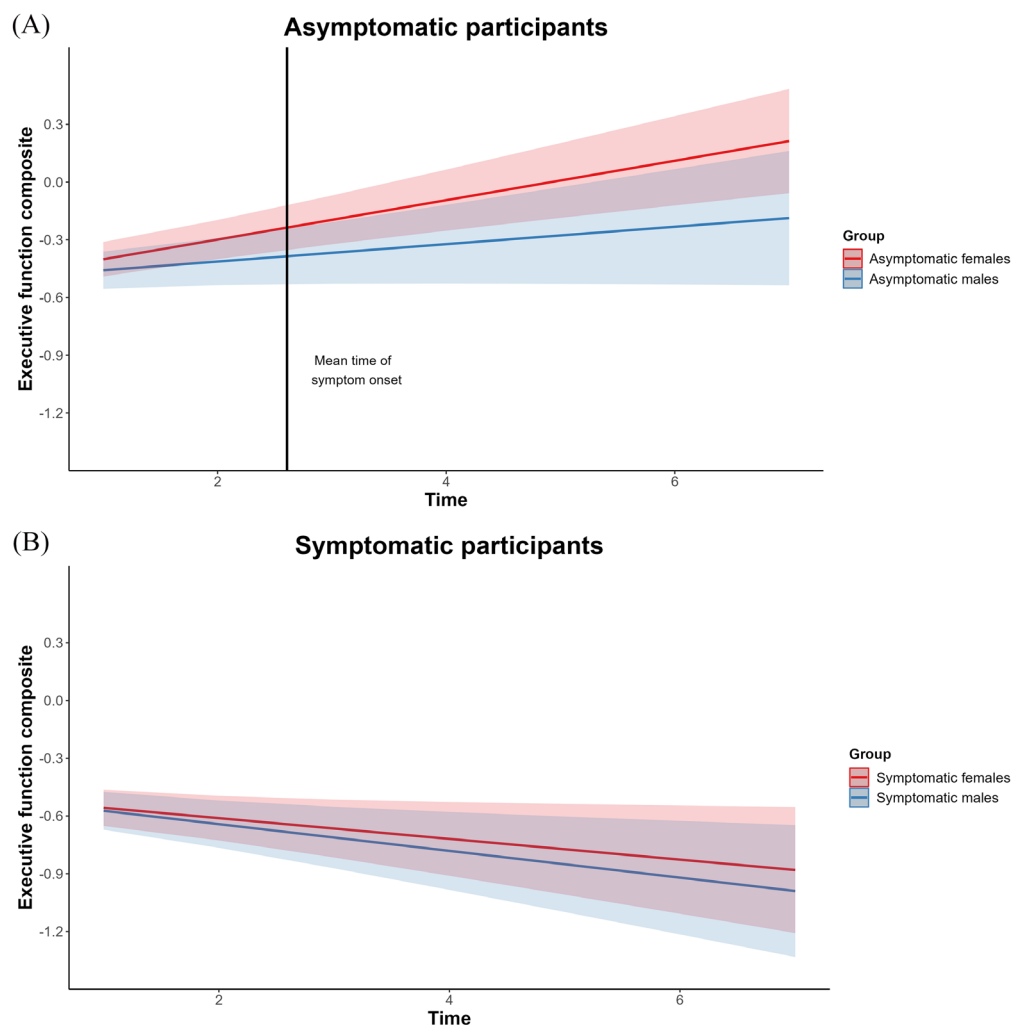 (A)
Asymptomatic participants
Executive function composite
0.3
0.0
-0.3
-0.6
-0.9
-1.2
Mean time of
symptom onset
2
4
6
Time
Group
Asymptomatic females
Asymptomatic males
(B)
Symptomatic participants
Executive function composite
0.3
0.0
-0.3
-0.6
-0.9
-1.2
2
4
6
Time
Group
Symptomatic females
Symptomatic males